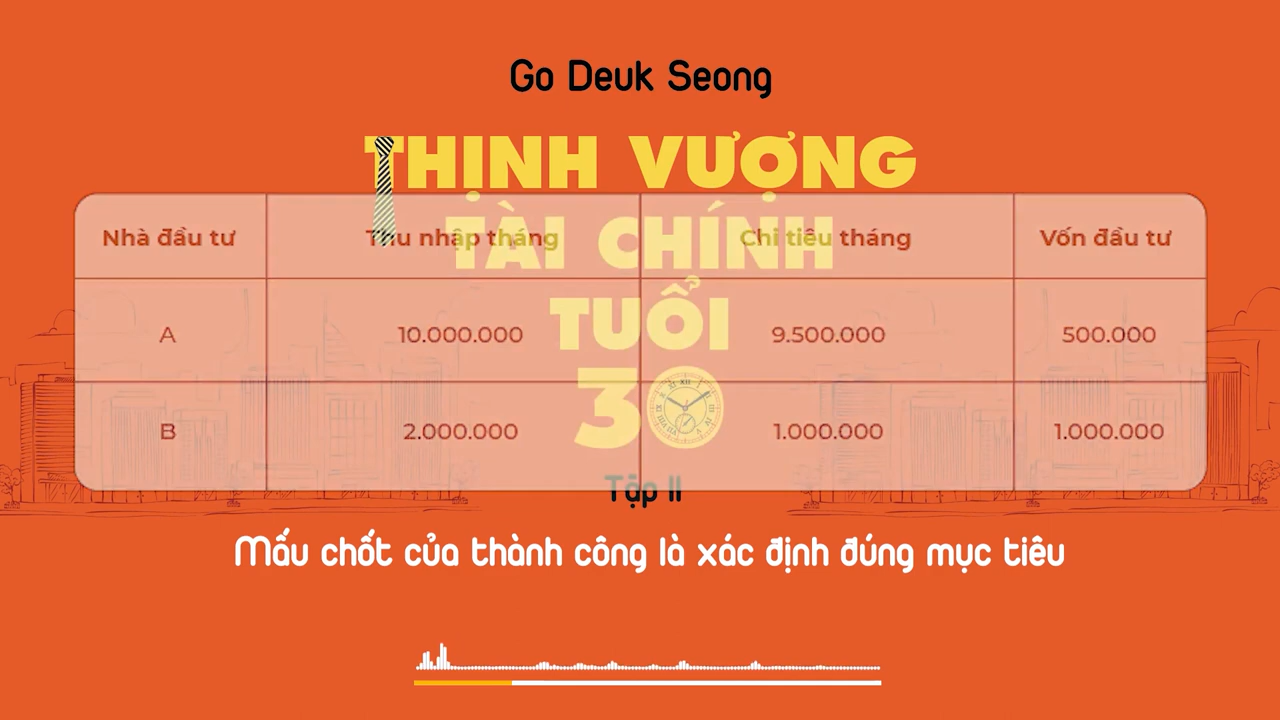 Go Deuk Seong
THỊNH VƯỢNG
TÀI CHÍNH
TUỔI
30
Nhà đầu tư Thu nhập tháng Chi tiêu tháng Vốn đầu tư
A 10.000.000 9.500.000 500.000
B 2.000.000 1.000.000 1.000.000
Tập II
Mấu chốt của thành công là xác định đúng mục tiêu